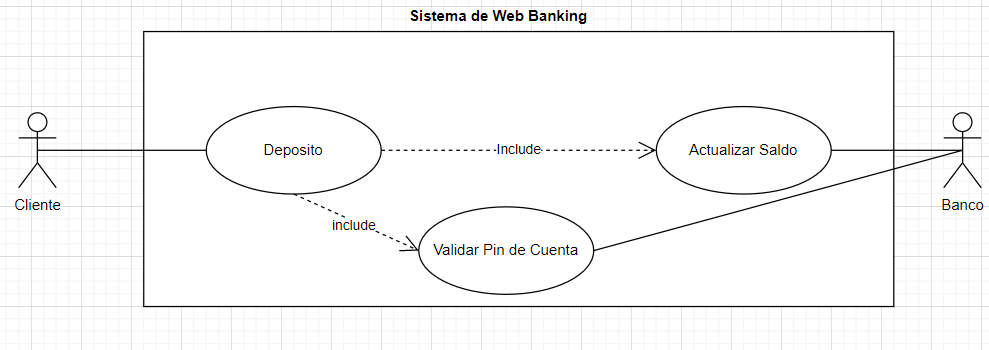 Sistema de Web Banking
Deposito
Include
Actualizar Saldo
Cliente
Banco
include
Validar Pin de Cuenta